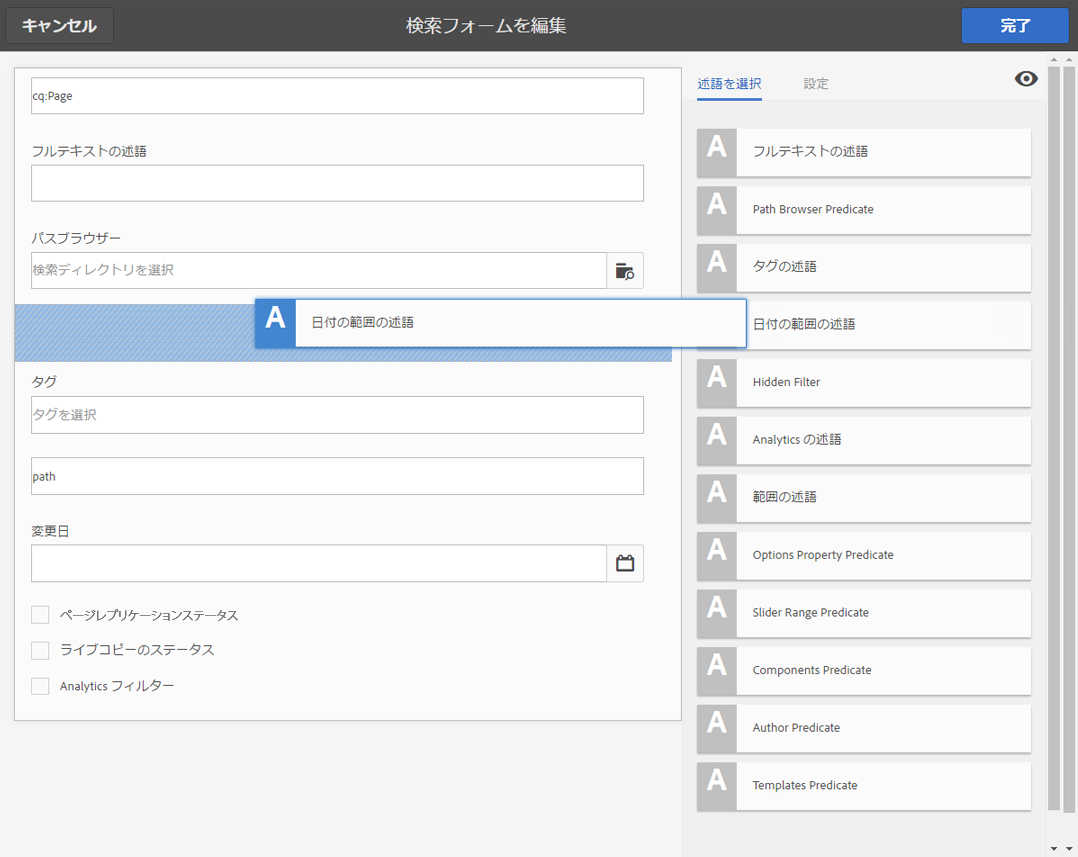 キャンセル
検索フォームを編集
完了
cq:Page
フルテキストの述語
パスブラウザー
検索ディレクトリを選択
A 日付の範囲の述語
タグ
タグを選択
path
変更日
ページレプリケーションステータス
ライブコピーのステータス
Analytics フィルター
述語を選択
設定
A フルテキストの述語
A Path Browser Predicate
A タグの述語
日付の範囲の述語
A Hidden Filter
A Analytics の述語
A 範囲の述語
A Options Property Predicate
A Slider Range Predicate
A Components Predicate
A Author Predicate
A Templates Predicate